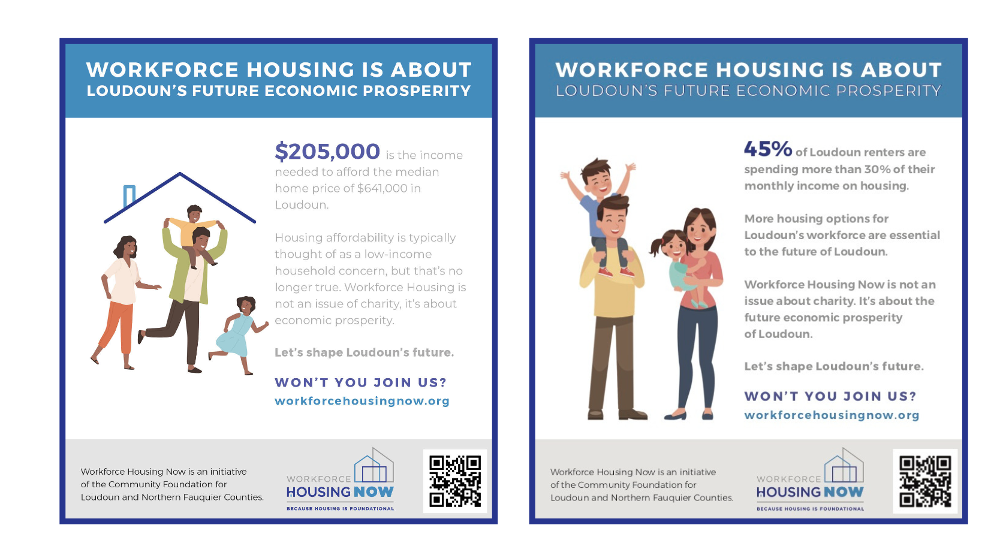 WORKFORCE HOUSING IS ABOUT
LOUDOUN'S FUTURE ECONOMIC PROSPERITY
$205,000 is the income
needed to afford the median
home price of $641,000 in
Loudoun.
Housing affordability is typically
thought of as a low-income
household concern, but that's no
longer true. Workforce Housing is
not an issue of charity, it's about
economic prosperity.
Let's shape Loudoun's future.
WON'T YOU JOIN US?
workforcehousingnow.org
Workforce Housing Now is an initiative
of the Community Foundation for
Loudoun and Northern Fauquier Counties.
WORKFORCE
HOUSING NOW
BECAUSE HOUSING IS FOUNDATIONAL
WORKFORCE HOUSING IS ABOUT
LOUDOUN'S FUTURE ECONOMIC PROSPERITY
45% of Loudoun renters are
spending more than 30% of their
monthly income on housing.
More housing options for
Loudoun's workforce are essential
to the future of Loudoun.
Workforce Housing Now is not an
issue about charity. It's about the
future economic prosperity
of Loudoun.
Let's shape Loudoun's future.
WON'T YOU JOIN US?
workforcehousingnow.org
Workforce Housing Now is an initiative
of the Community Foundation for
Loudoun and Northern Fauquier Counties.
WORKFORCE
HOUSING NOW
BECAUSE HOUSING IS FOUNDATIONAL